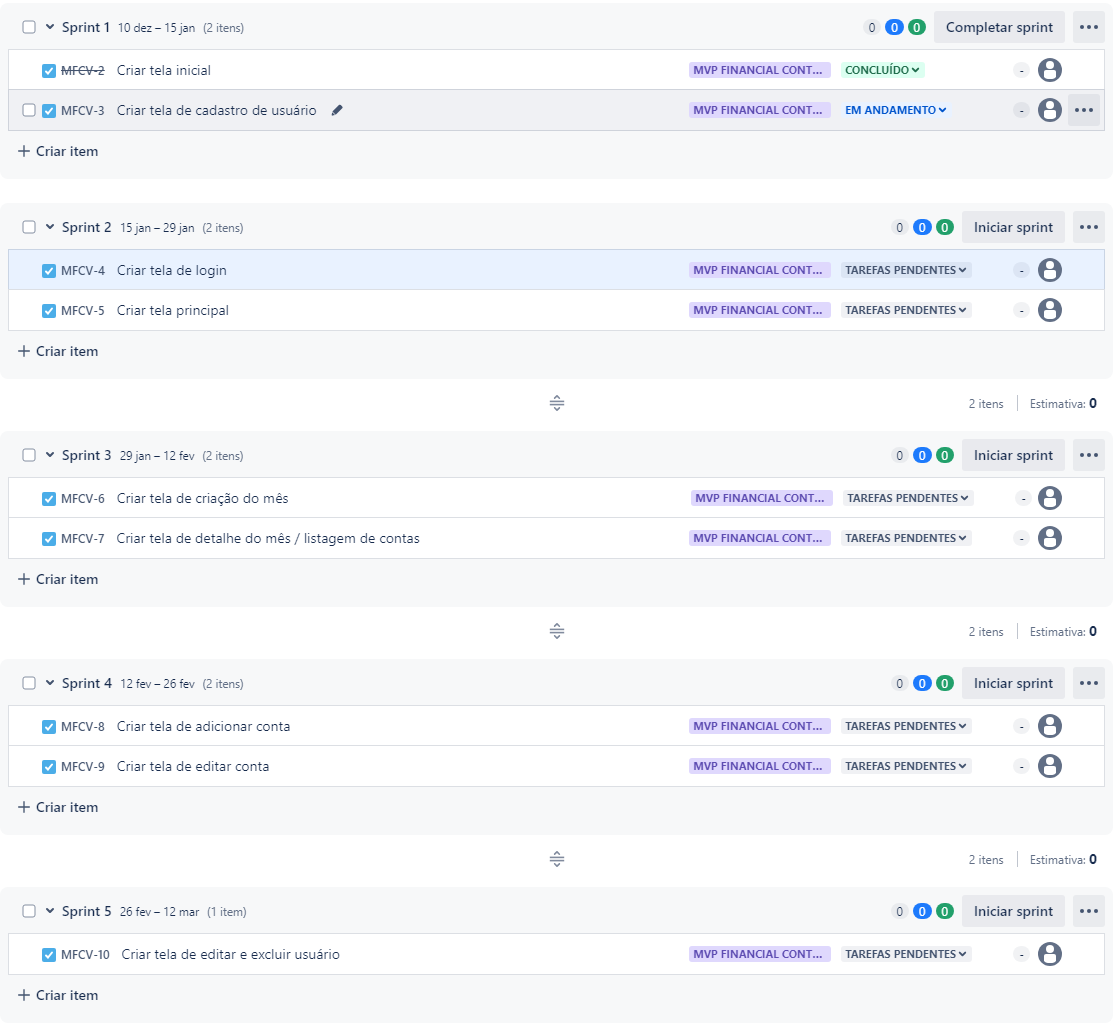 Sprint 1 10 dez – 15 jan (2 itens) 0 0 0 Completar sprint
MFCV-2 Criar tela inicial MVP FINANCIAL CONT... CONCLUÍDO -
MFCV-3 Criar tela de cadastro de usuário MVP FINANCIAL CONT... EM ANDAMENTO -
+ Criar item
Sprint 2 15 jan – 29 jan (2 itens) 0 0 0 Iniciar sprint
MFCV-4 Criar tela de login MVP FINANCIAL CONT... TAREFAS PENDENTES -
MFCV-5 Criar tela principal MVP FINANCIAL CONT... TAREFAS PENDENTES -
+ Criar item
2 itens Estimativa: 0
Sprint 3 29 jan – 12 fev (2 itens) 0 0 0 Iniciar sprint
MFCV-6 Criar tela de criação do mês MVP FINANCIAL CONT... TAREFAS PENDENTES -
MFCV-7 Criar tela de detalhe do mês / listagem de contas MVP FINANCIAL CONT... TAREFAS PENDENTES -
+ Criar item
2 itens Estimativa: 0
Sprint 4 12 fev – 26 fev (2 itens) 0 0 0 Iniciar sprint
MFCV-8 Criar tela de adicionar conta MVP FINANCIAL CONT... TAREFAS PENDENTES -
MFCV-9 Criar tela de editar conta MVP FINANCIAL CONT... TAREFAS PENDENTES -
+ Criar item
2 itens Estimativa: 0
Sprint 5 26 fev – 12 mar (1 item) 0 0 0 Iniciar sprint
MFCV-10 Criar tela de editar e excluir usuário MVP FINANCIAL CONT... TAREFAS PENDENTES -
+ Criar item